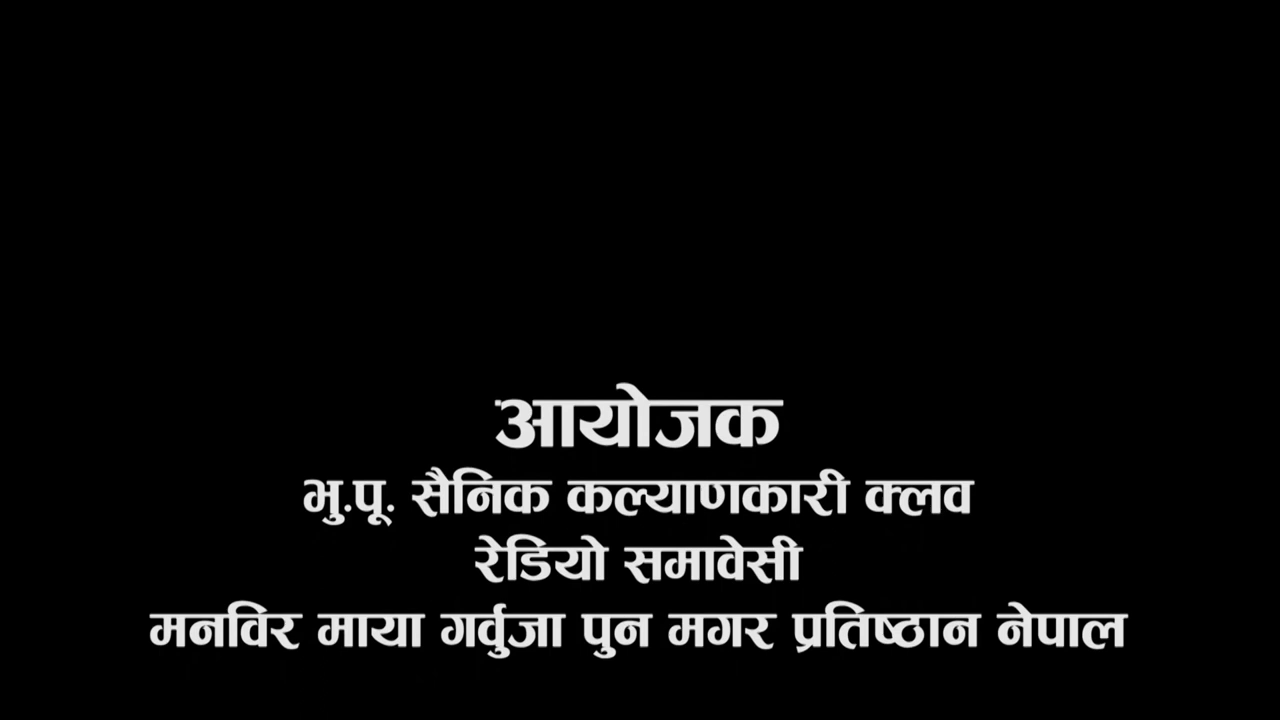 आयोजक
भु.पू. सैनिक कल्याणकारी क्लव
रेडियो समावेसी
मनविर माया गर्वुजा पुन मगर प्रतिष्ठान नेपाल